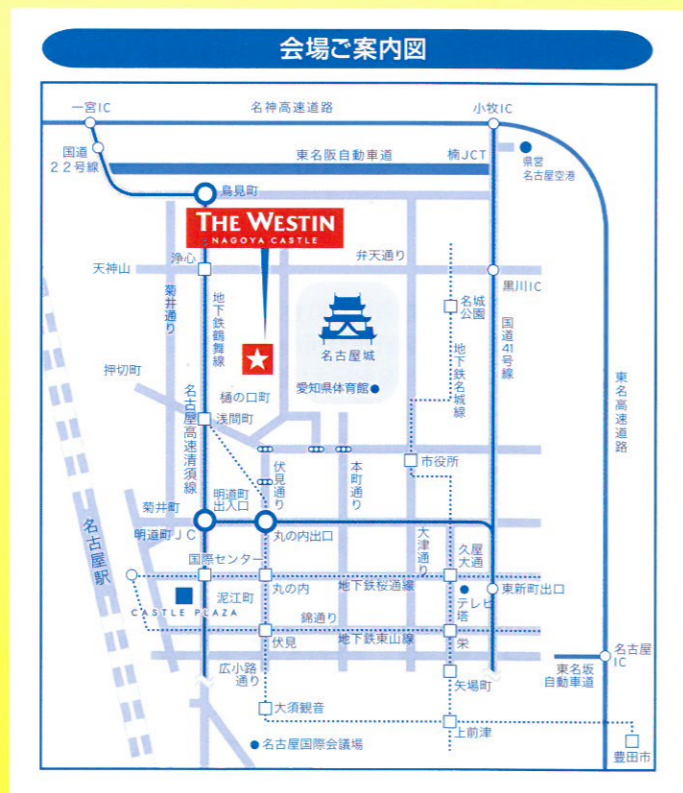 会場ご案内図
一宮IC
名神高速道路
小牧IC
国道
２２号線
東名阪自動車道
楠JCT
県営
名古屋空港
鳥見町
THE WESTIN
NAGOYA CASTLE
浄心
弁天通り
天神山
黒川IC
菊井通り
地下鉄鶴舞線
名城
公園
国道41号線
名古屋城
地下鉄名城線
押切町
愛知県体育館
東名高速道路
樋の口町
名古屋高速清須線
浅間町
伏見通り
本町通り
市役所
明道町
出入口
菊井町
明道町ＪＣ
丸の内出口
大津通り
久屋
大通
名古屋駅
国際センター
丸の内
地下鉄桜通線
東新町出口
泥江町
テレビ
塔
CASTLE PLAZA
錦通り
伏見
地下鉄東山線
栄
名古屋
IC
広小路
通り
矢場町
東名坂
自動車道
大須観音
上前津
名古屋国際会議場
豊田市